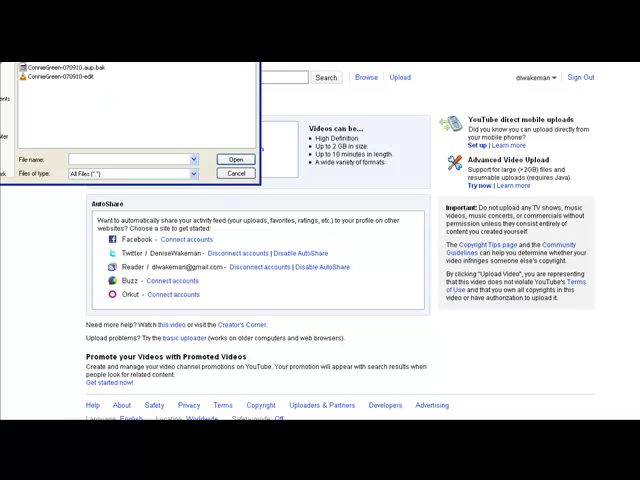 ConnieGreen-070910.aup.bak
ConnieGreen-070910-edit
File name:
Open
Files of type:
All Files (*.*)
Cancel
Search
Browse
Upload
dlwakeman
Sign Out
Videos can be...
• High Definition
• Up to 2 GB in size.
• Up to 10 minutes in length.
• A wide variety of formats
YouTube direct mobile uploads
Did you know you can upload directly from
your mobile phone?
Set up | Learn more
Advanced Video Upload
Support for large (>2GB) files and
resumable uploads (requires Java).
Try now | Learn more
AutoShare
Want to automatically share your activity feed (your uploads, favorites, ratings, etc.) to your profile on other
websites? Choose a site to get started:
Facebook - Connect accounts
Twitter / DeniseWakeman - Disconnect accounts | Disable AutoShare
Reader / dlwakeman@gmail.com - Disconnect accounts | Disable AutoShare
Buzz - Connect accounts
Orkut - Connect accounts
Important: Do not upload any TV shows, music
videos, music concerts, or commercials without
permission unless they consist entirely of
content you created yourself.
The Copyright Tips page and the Community
Guidelines can help you determine whether your
video infringes someone else's copyright.
By clicking "Upload Video", you are representing
that this video does not violate YouTube's Terms
of Use and that you own all copyrights in this
video or have authorization to upload it.
Need more help? Watch this video or visit the Creator's Corner.
Upload problems? Try the basic uploader (works on older computers and web browsers).
Promote your Videos with Promoted Videos
Create and manage your video channel promotions on YouTube. Your promotion will appear with search results when
people look for related content.
Get started now!
Help About Safety Privacy Terms Copyright Uploaders & Partners Developers Advertising
Language: English Location: Worldwide Safety mode: Off